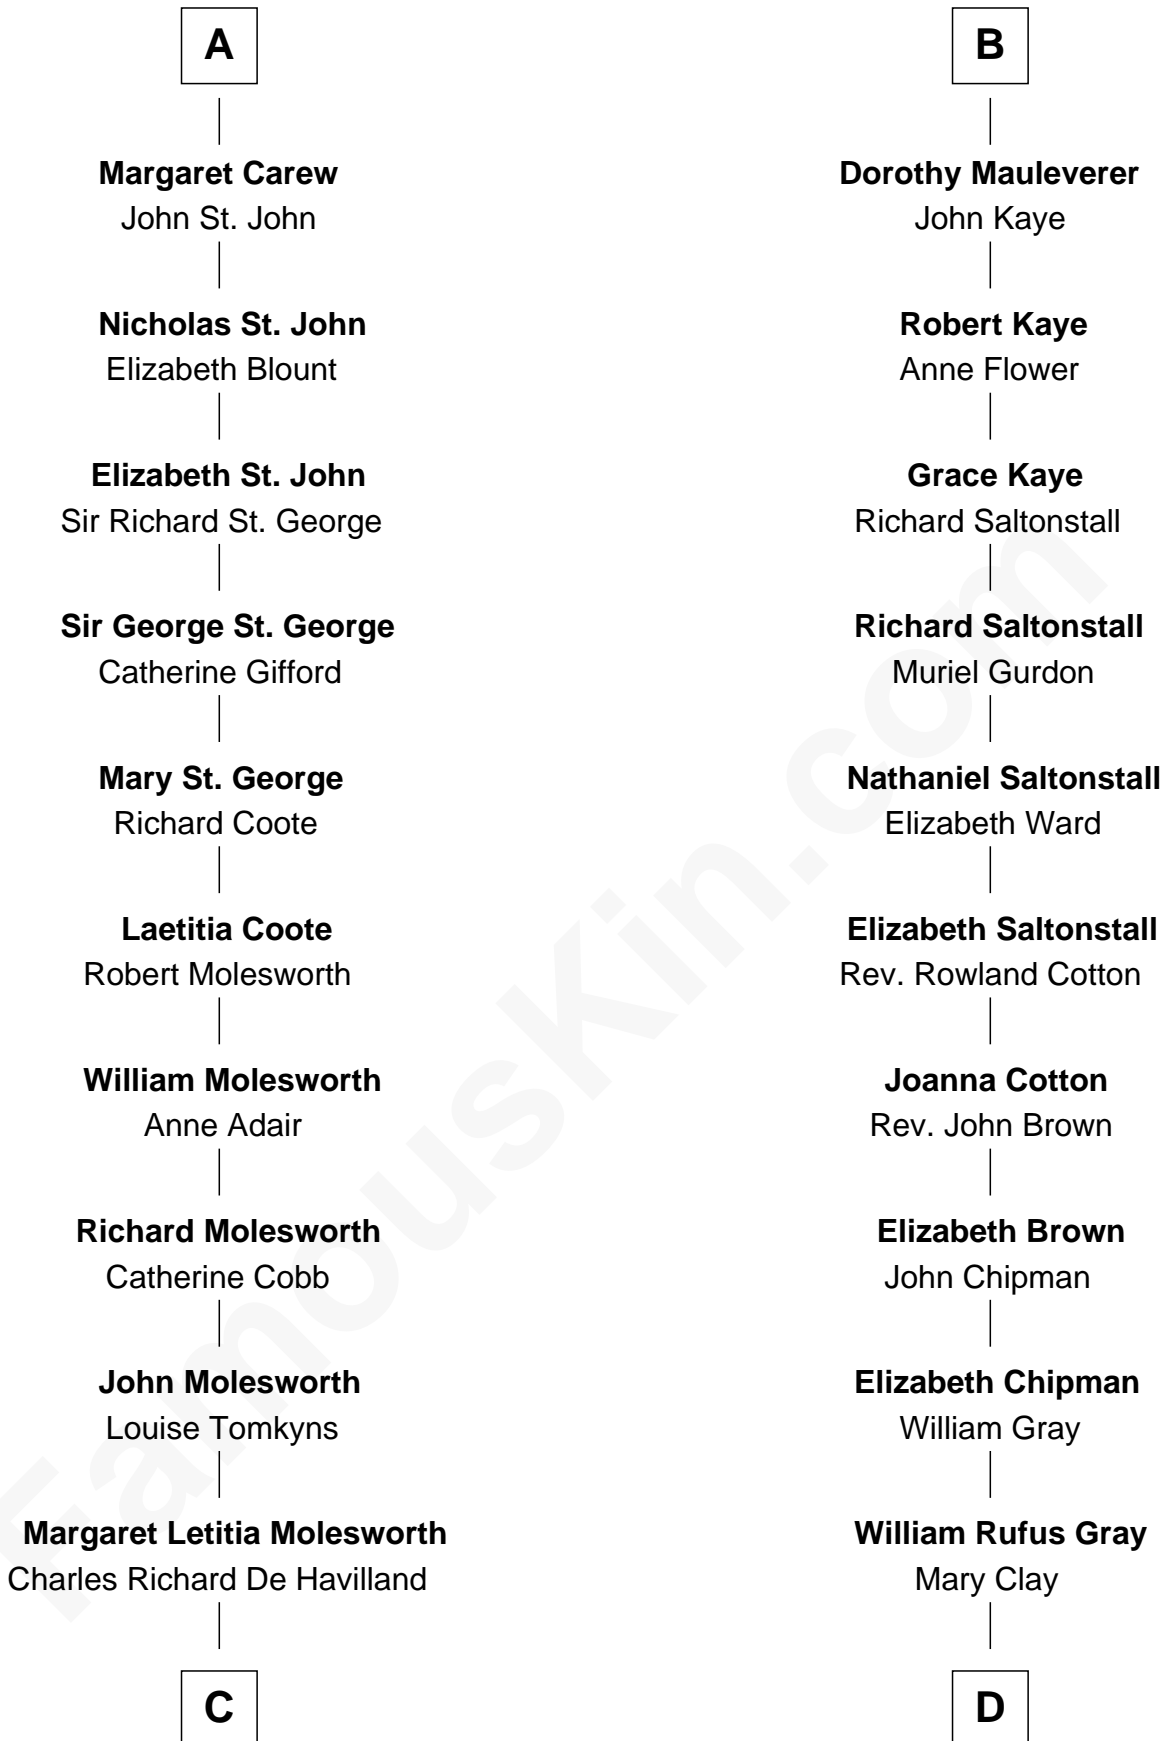 A
Margaret Carew
John St. John
Nicholas St. John
Elizabeth Blount
Elizabeth St. John
Sir Richard St. George
Sir George St. George
Catherine Gifford
Mary St. George
Richard Coote
Laetitia Coote
Robert Molesworth
William Molesworth
Anne Adair
Richard Molesworth
Catherine Cobb
John Molesworth
Louise Tomkyns
Margaret Letitia Molesworth
Charles Richard De Havilland
C
B
Dorothy Mauleverer
John Kaye
Robert Kaye
Anne Flower
Grace Kaye
Richard Saltonstall
Richard Saltonstall
Muriel Gurdon
Nathaniel Saltonstall
Elizabeth Ward
Elizabeth Saltonstall
Rev. Rowland Cotton
Joanna Cotton
Rev. John Brown
Elizabeth Brown
John Chipman
Elizabeth Chipman
William Gray
William Rufus Gray
Mary Clay
D
FamousKin.com